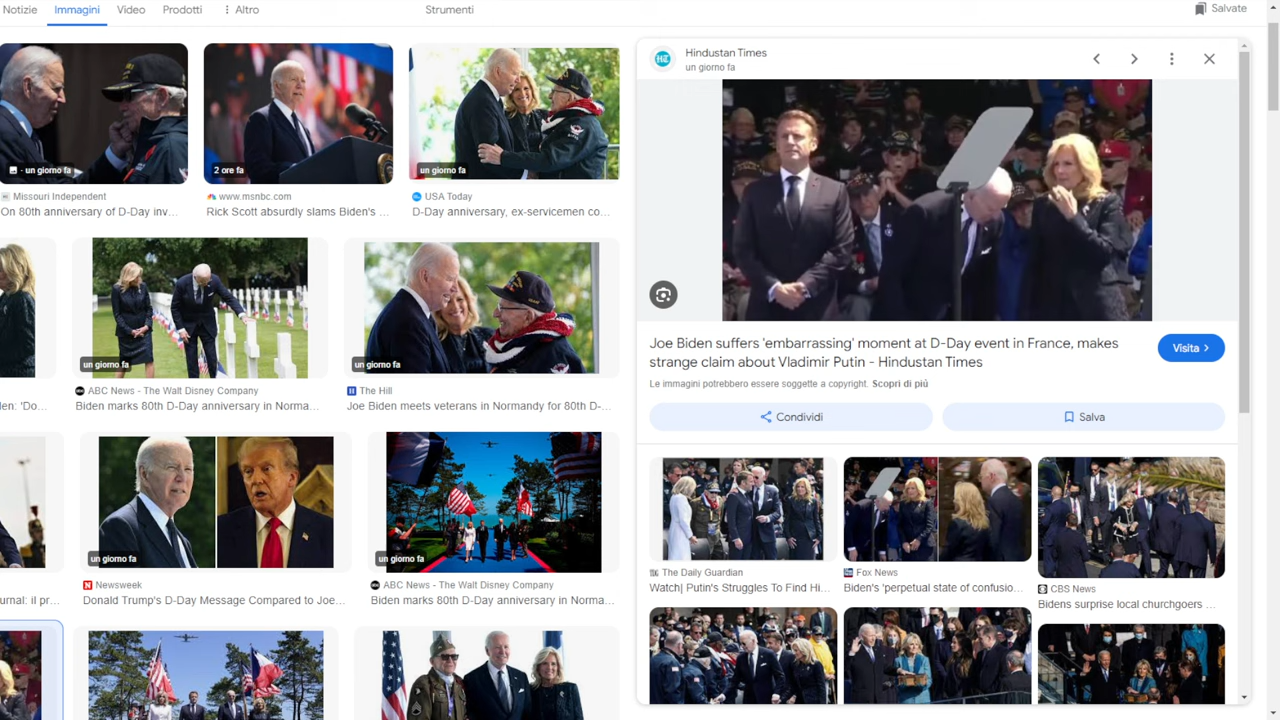 Notizie
Immagini
Video
Prodotti
Altro
Strumenti
Salvate
un giorno fa
Missouri Independent
On 80th anniversary of D-Day inv...
2 ore fa
www.msnbc.com
Rick Scott absurdly slams Biden's ...
un giorno fa
USA Today
D-Day anniversary, ex-servicemen co...
len: 'Do...
un giorno fa
ABC News - The Walt Disney Company
Biden marks 80th D-Day anniversary in Norma...
un giorno fa
The Hill
Joe Biden meets veterans in Normandy for 80th D-...
urnal: il pr...
un giorno fa
Newsweek
Donald Trump's D-Day Message Compared to Joe...
un giorno fa
ABC News - The Walt Disney Company
Biden marks 80th D-Day anniversary in Norma...
HT
Hindustan Times
un giorno fa
Joe Biden suffers 'embarrassing' moment at D-Day event in France, makes
strange claim about Vladimir Putin - Hindustan Times
Visita
Le immagini potrebbero essere soggette a copyright. Scopri di più
Condividi
Salva
The Daily Guardian
Watch| Putin's Struggles To Find Hi...
Fox News
Biden's 'perpetual state of confusio...
CBS News
Bidens surprise local churchgoers ...